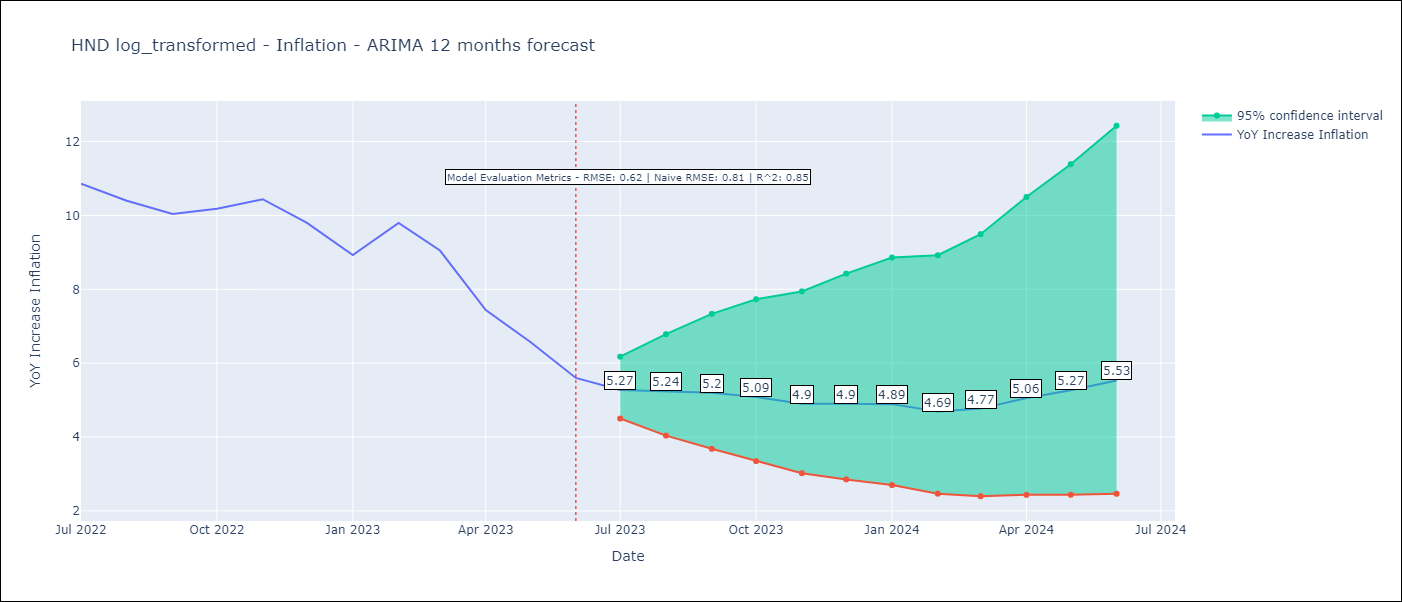 HND log_transformed - Inflation - ARIMA 12 months forecast
95% confidence interval
YoY Increase Inflation
Model Evaluation Metrics - RMSE: 0.62 | Naive RMSE: 0.81 | R^2: 0.85
YoY Increase Inflation
12
10
8
6
4
2
5.27
5.24
5.2
5.09
4.9
4.9
4.89
4.69
4.77
5.06
5.27
5.53
Jul 2022
Oct 2022
Jan 2023
Apr 2023
Jul 2023
Oct 2023
Jan 2024
Apr 2024
Jul 2024
Date